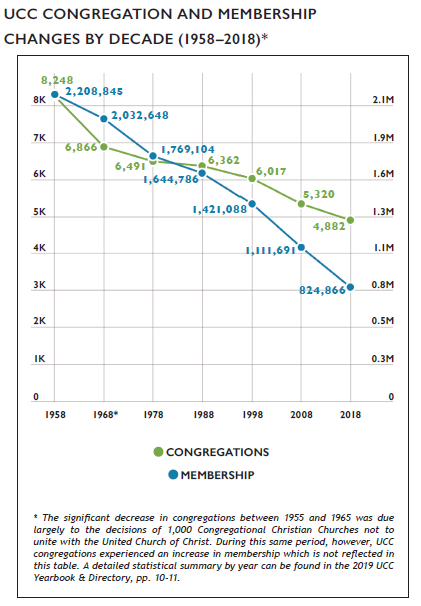 UCC CONGREGATION AND MEMBERSHIP
CHANGES BY DECADE (1958–2018)*
8,248
2,208,845
8K
2.1M
2,032,648
7K
1.9M
6,866
1,769,104
6,491
6,362
6K
1,644,786
6,017
1.6M
5,320
5K
1,421,088
1.3M
4,882
4K
1,111,691
1.1M
3K
824,866
0.8M
2K
0.5M
1K
0.3M
0
0
1958 1968* 1978 1988 1998 2008 2018
CONGREGATIONS
MEMBERSHIP
* The significant decrease in congregations between 1955 and 1965 was due
largely to the decisions of 1,000 Congregational Christian Churches not to
unite with the United Church of Christ. During this same period, however, UCC
congregations experienced an increase in membership which is not reflected in
this table. A detailed statistical summary by year can be found in the 2019 UCC
Yearbook & Directory, pp. 10-11.